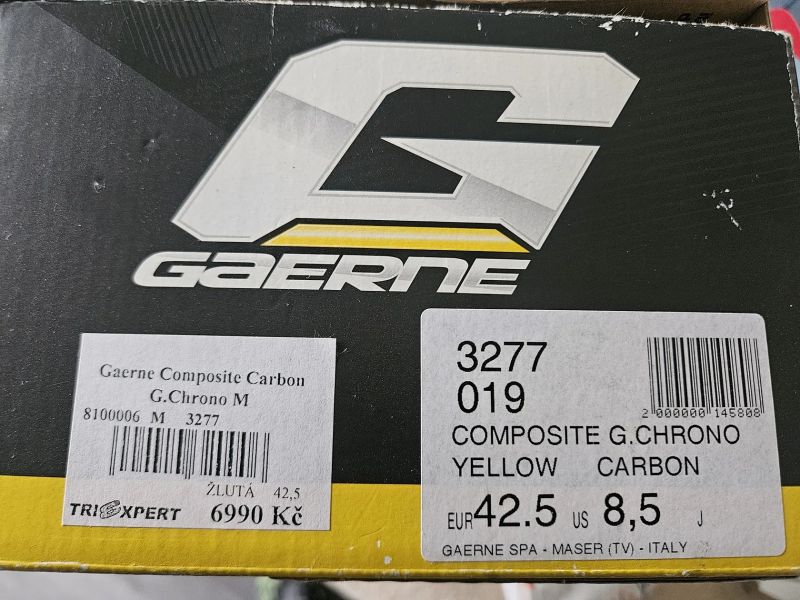 GAERNE
Gaerne Composite Carbon
G.Chrono M
8100006 M 3277
ŽLUTÁ 42,5
TRIEXPERT 6990 Kč
3277
019
2 000000 145808
COMPOSITE G.CHRONO
YELLOW CARBON
EUR 42.5 US 8,5 J
GAERNE SPA - MASER (TV) - ITALY